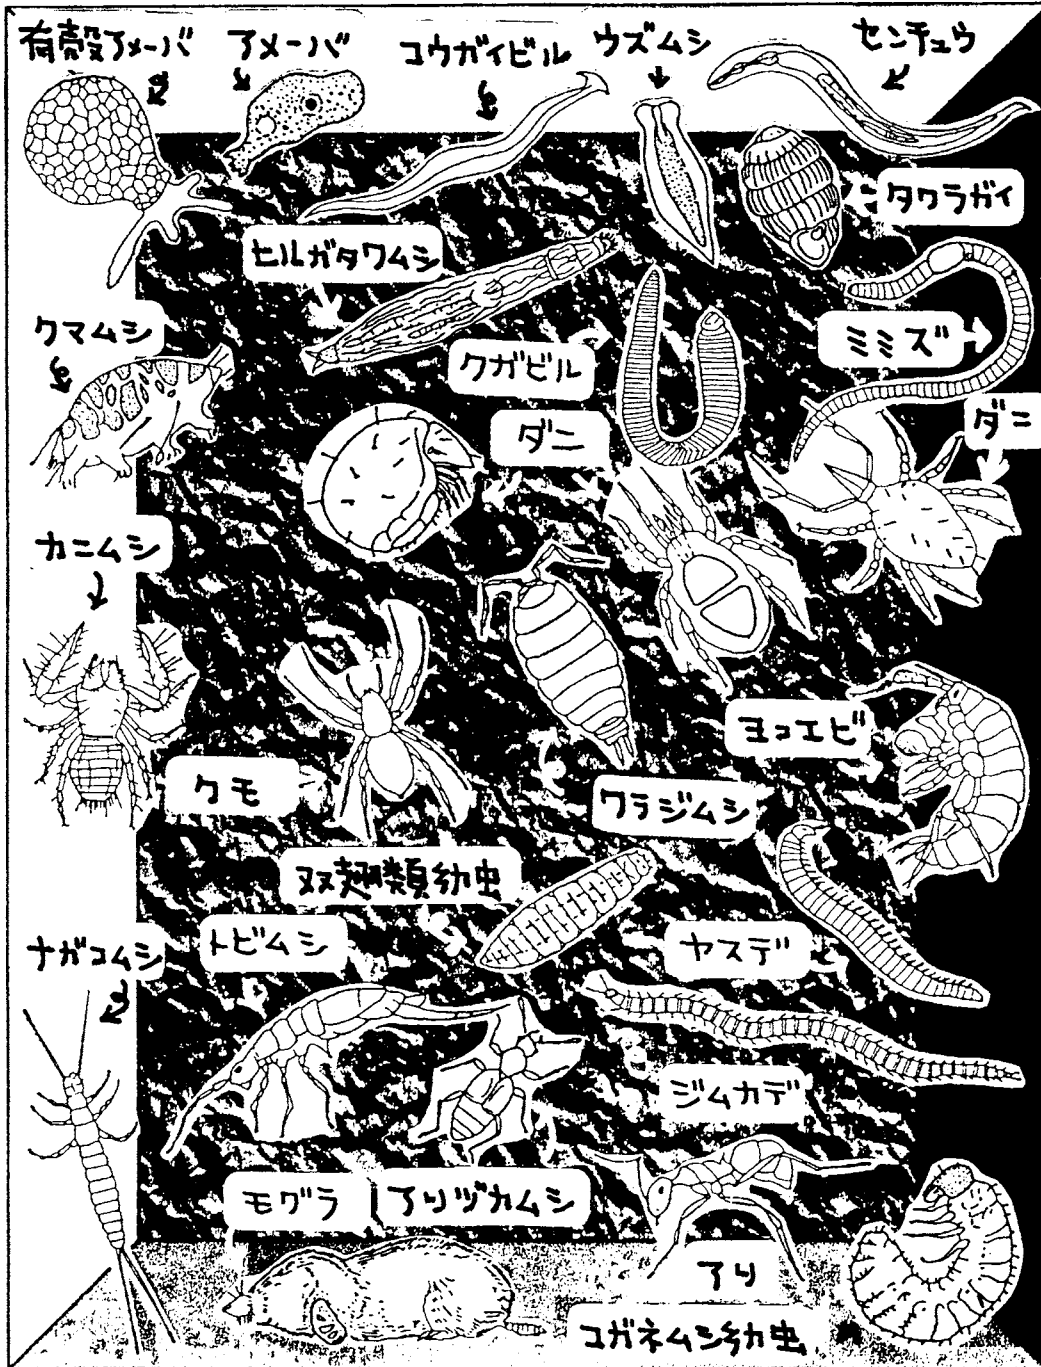 有殻アメーバ
アメーバ
コウガイビル
ウズムシ
センチュウ
タワラガイ
ヒルガタワムシ
クマムシ
クガビル
ミミズ
ダニ
ダニ
カニムシ
ヨコエビ
クモ
ワラジムシ
双翅類幼虫
トビムシ
ヤスデ
ナガコムシ
ジムカデ
モグラ
アリヅカムシ
アリ
コガネムシ幼虫